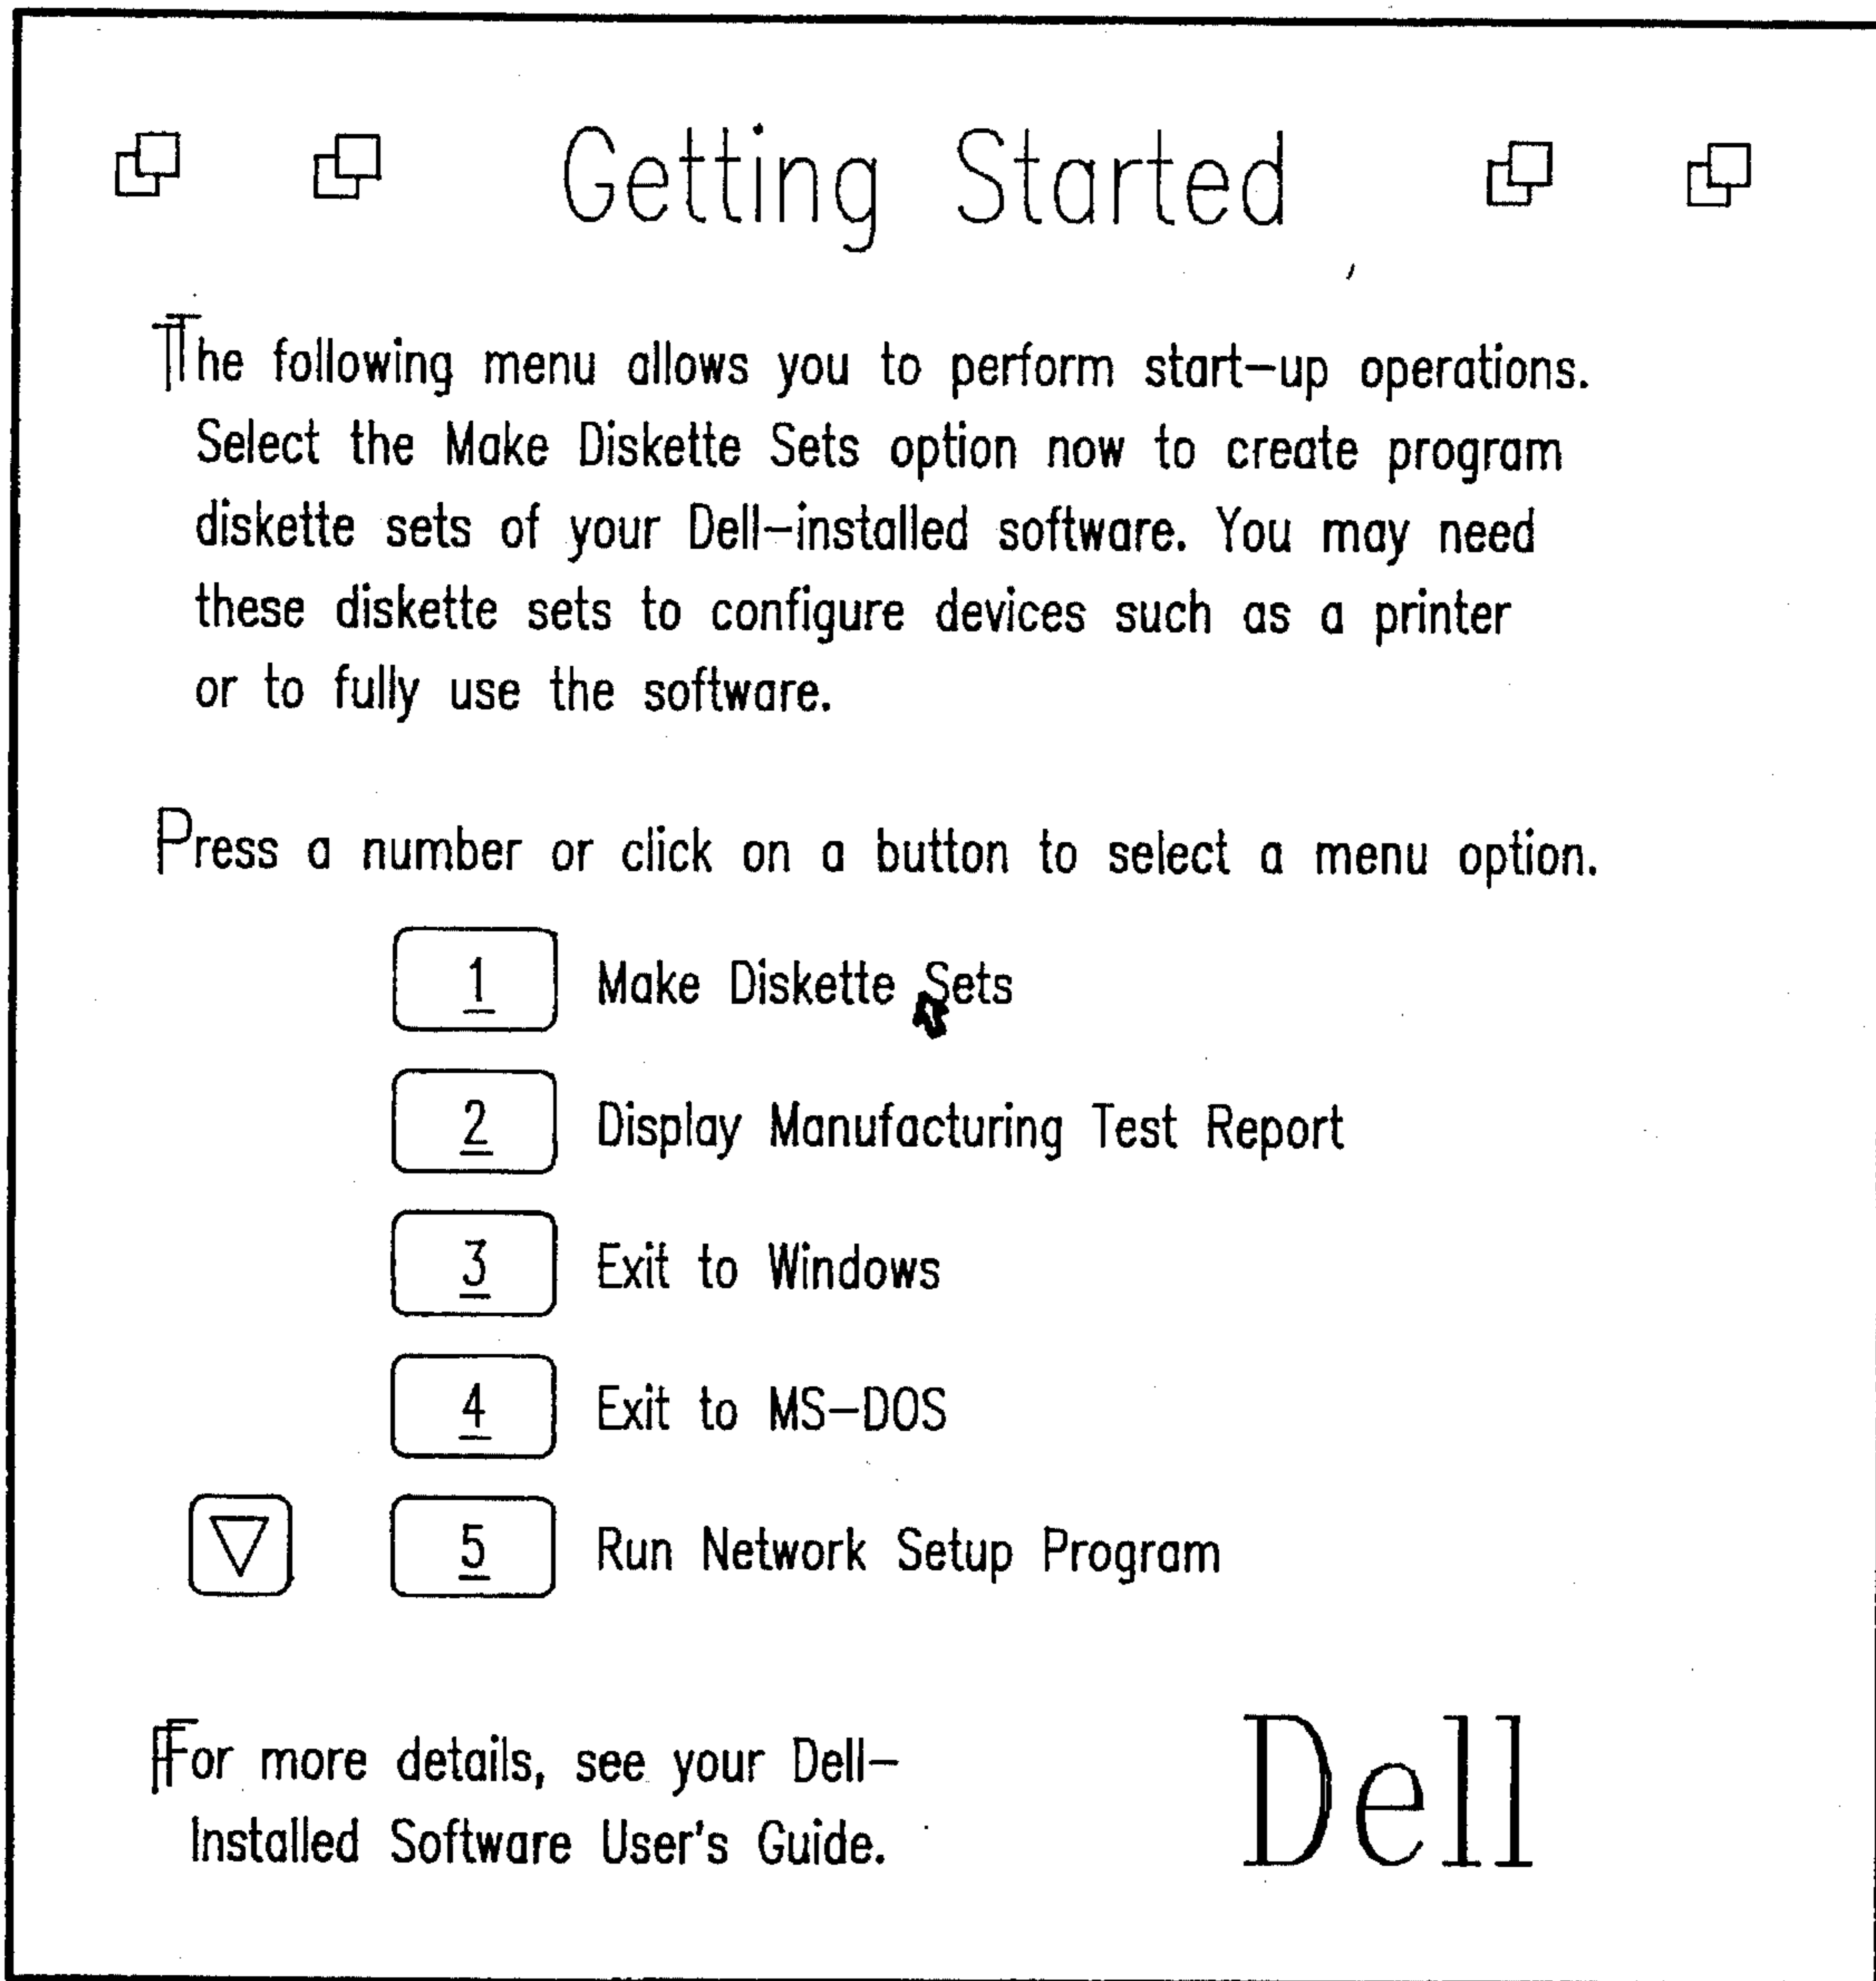 Getting Started
The following menu allows you to perform start-up operations.
Select the Make Diskette Sets option now to create program
diskette sets of your Dell-installed software. You may need
these diskette sets to configure devices such as a printer
or to fully use the software.
Press a number or click on a button to select a menu option.
1 Make Diskette Sets
2 Display Manufacturing Test Report
3 Exit to Windows
4 Exit to MS-DOS
5 Run Network Setup Program
For more details, see your Dell-
Installed Software User's Guide.
Dell